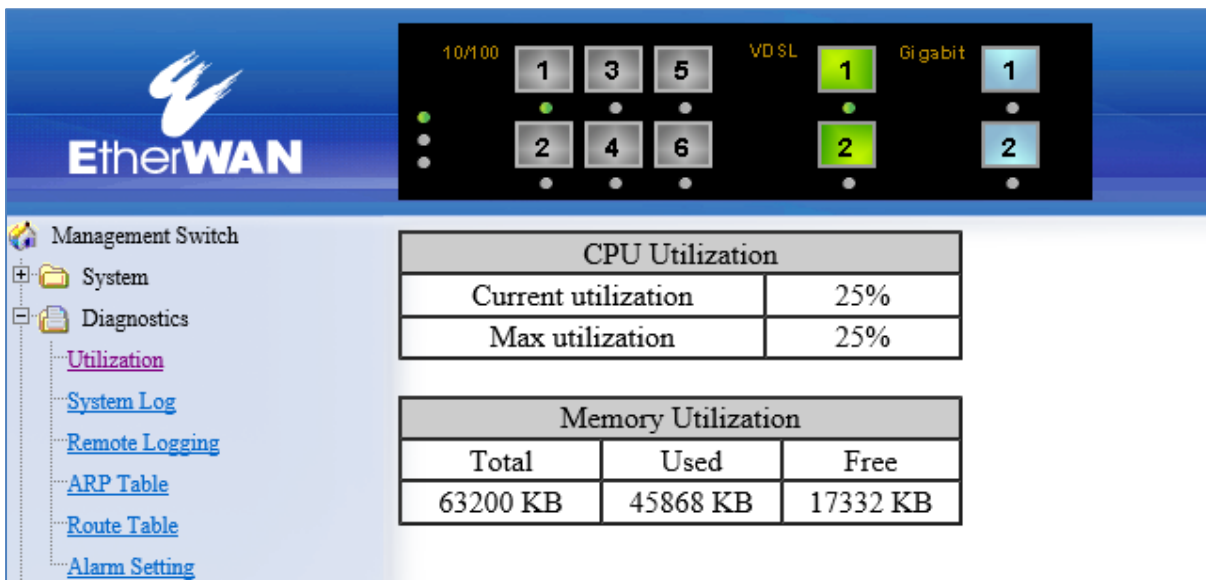 EtherWAN
10/100 1 3 5 VDSL 1 Gigabit 1
2 4 6 2 2
Management Switch
System
Diagnostics
Utilization
System Log
Remote Logging
ARP Table
Route Table
Alarm Setting
CPU Utilization
Current utilization 25%
Max utilization 25%
Memory Utilization
Total Used Free
63200 KB 45868 KB 17332 KB